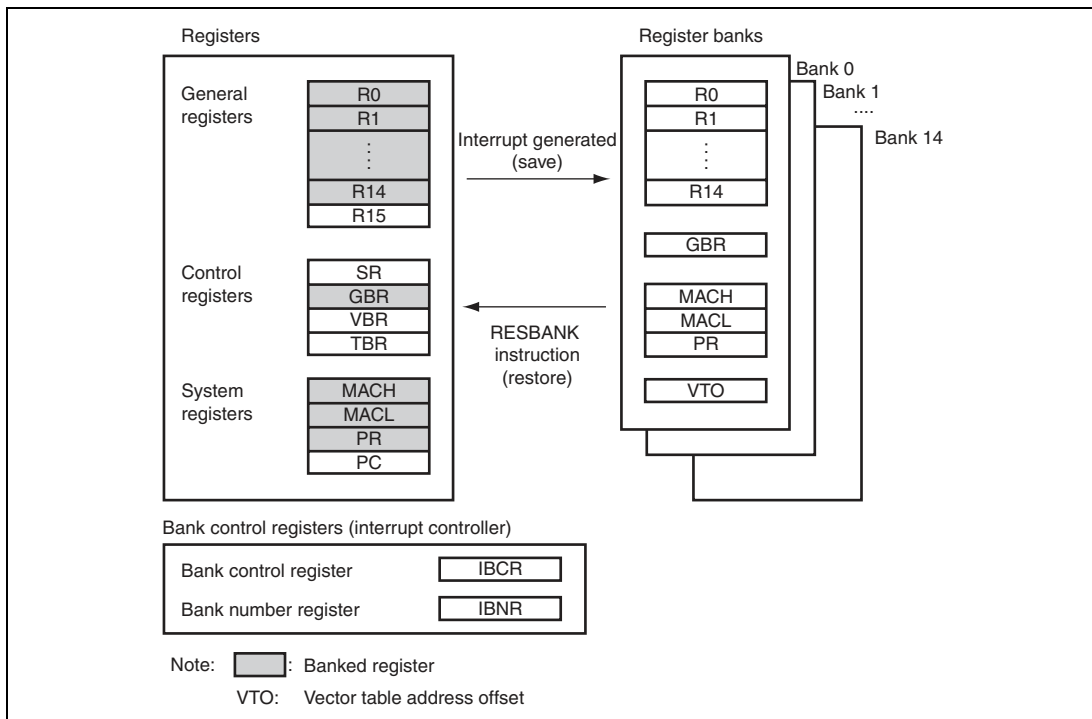 Registers
General
registers
R0
R1
R14
R15
Control
registers
SR
GBR
VBR
TBR
System
registers
MACH
MACL
PR
PC
Interrupt generated
(save)
RESBANK
instruction
(restore)
Register banks
Bank 0
Bank 1
....
Bank 14
R0
R1
R14
GBR
MACH
MACL
PR
VTO
Bank control registers (interrupt controller)
Bank control register IBCR
Bank number register IBNR
Note: : Banked register
VTO: Vector table address offset